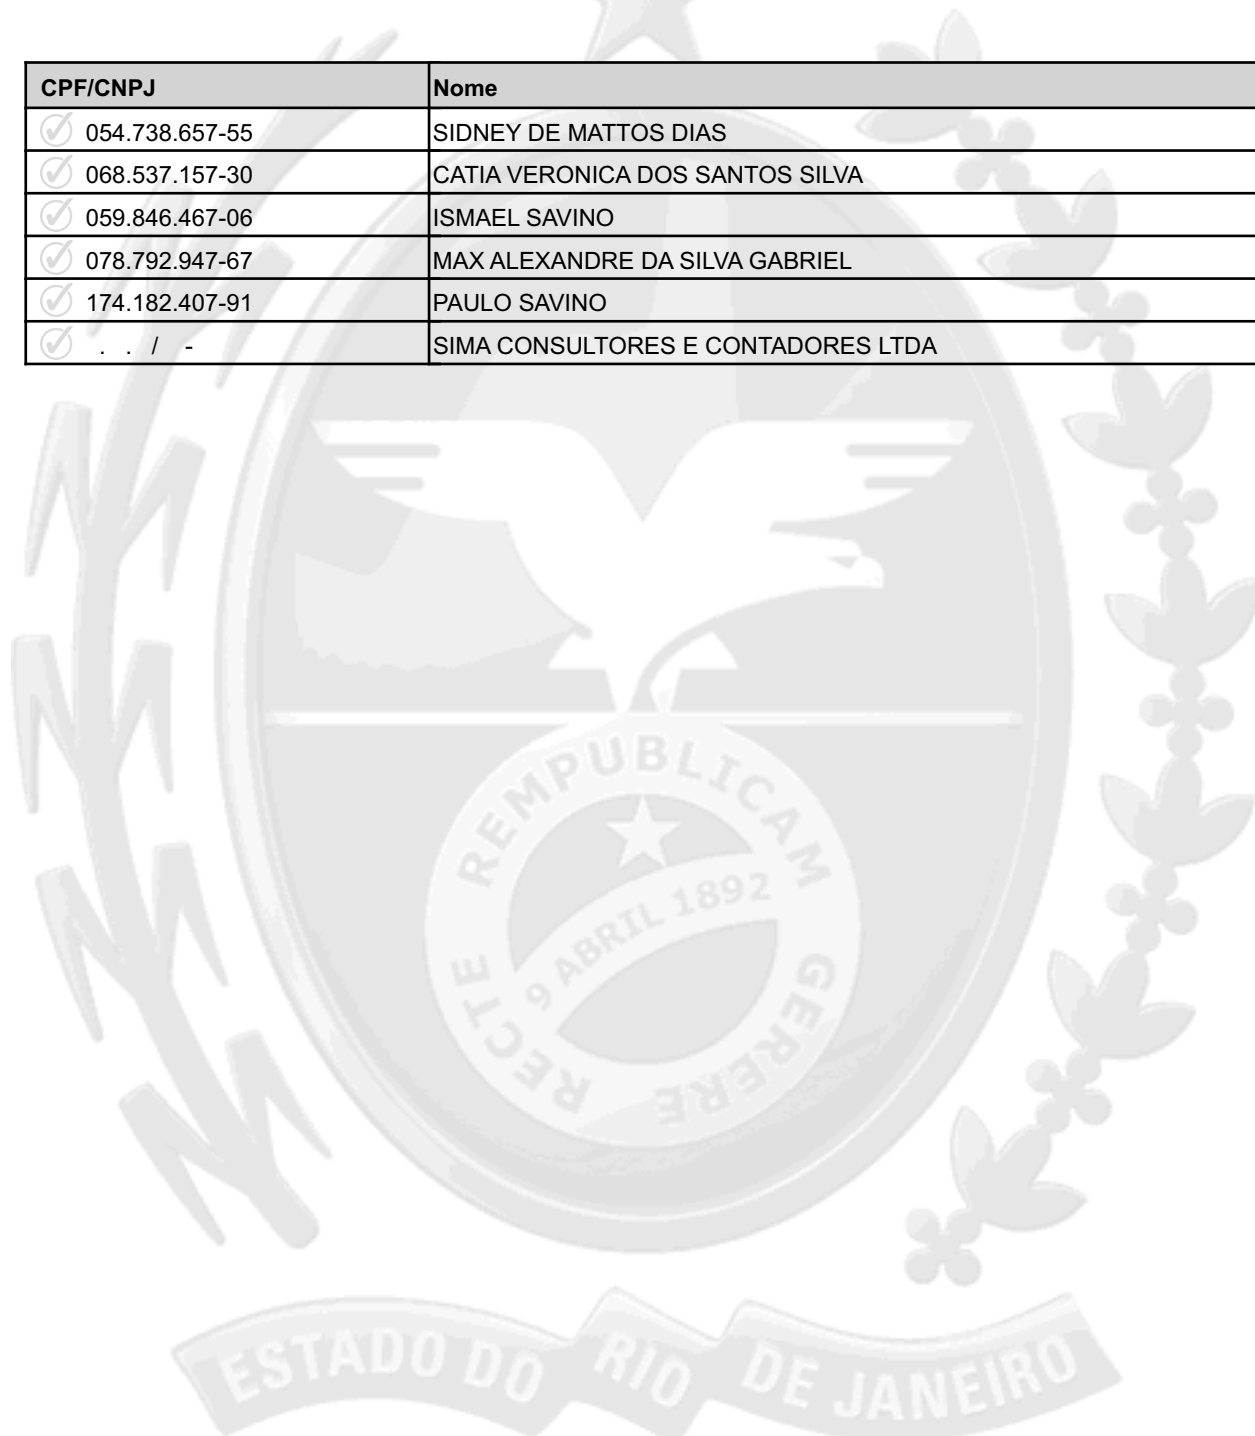 CPF/CNPJ Nome
054.738.657-55 SIDNEY DE MATTOS DIAS
068.537.157-30 CATIA VERONICA DOS SANTOS SILVA
059.846.467-06 ISMAEL SAVINO
078.792.947-67 MAX ALEXANDRE DA SILVA GABRIEL
174.182.407-91 PAULO SAVINO
. . / - SIMA CONSULTORES E CONTADORES LTDA
RECTE REMPUBLICAM GERERE
9 ABRIL 1892
ESTADO DO RIO DE JANEIRO